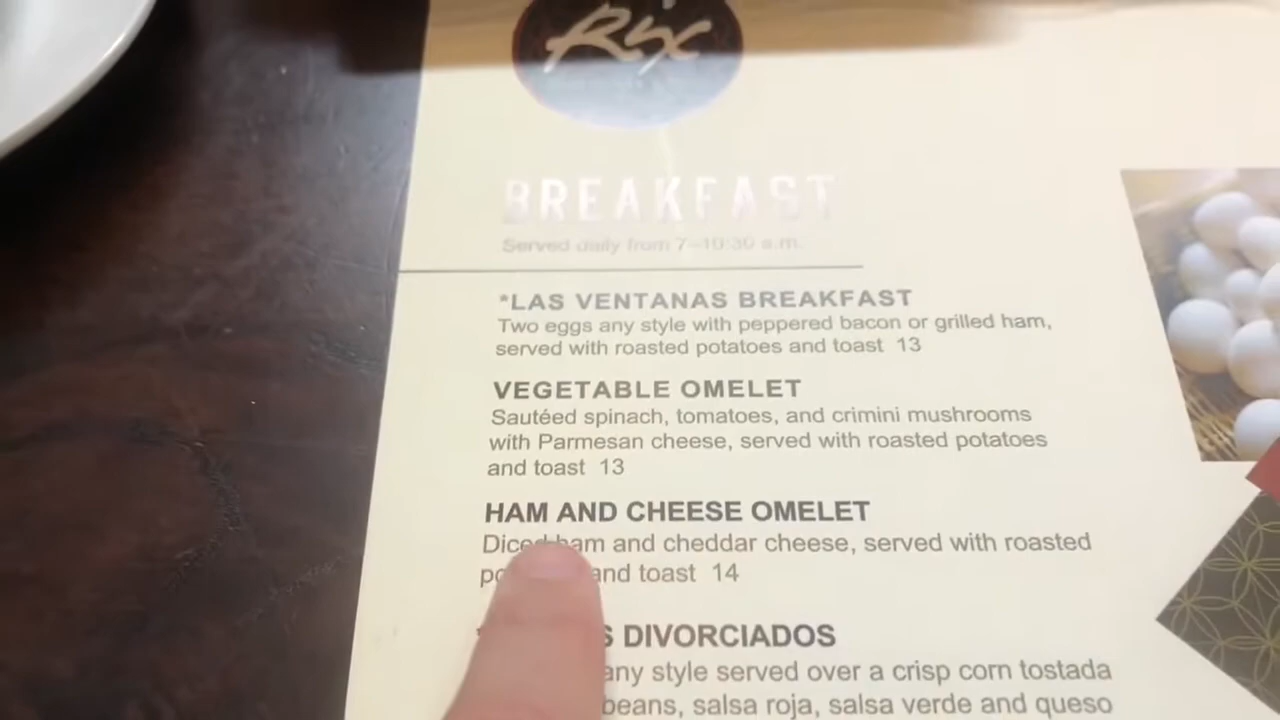 Rix
BREAKFAST
Served daily from 7–10:30 a.m.
*LAS VENTANAS BREAKFAST
Two eggs any style with peppered bacon or grilled ham,
served with roasted potatoes and toast 13
VEGETABLE OMELET
Sautéed spinach, tomatoes, and crimini mushrooms
with Parmesan cheese, served with roasted potatoes
and toast 13
HAM AND CHEESE OMELET
Diced ham and cheddar cheese, served with roasted
and toast 14
DIVORCIADOS
any style served over a crisp corn tostada
beans, salsa roja, salsa verde and queso